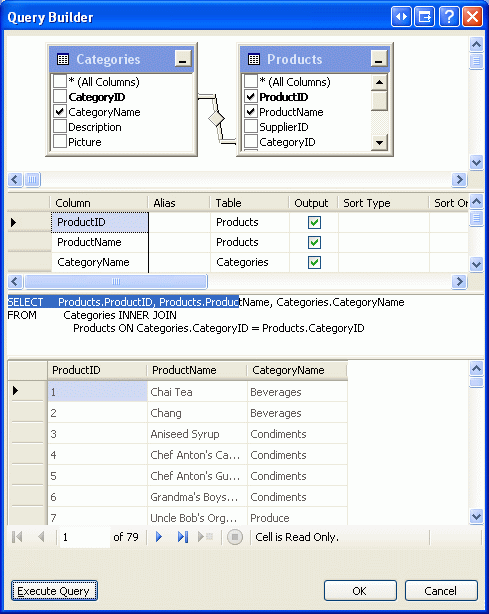 Query Builder
Categories
* (All Columns)
CategoryID
CategoryName
Description
Picture
Products
* (All Columns)
ProductID
ProductName
SupplierID
CategoryID
Column Alias Table Output Sort Type Sort Or
ProductID Products
ProductName Products
CategoryName Categories
SELECT Products.ProductID, Products.ProductName, Categories.CategoryName
FROM Categories INNER JOIN
Products ON Categories.CategoryID = Products.CategoryID
ProductID ProductName CategoryName
1 Chai Tea Beverages
2 Chang Beverages
3 Aniseed Syrup Condiments
4 Chef Anton's Ca... Condiments
5 Chef Anton's Gu... Condiments
6 Grandma's Boys... Condiments
7 Uncle Bob's Org... Produce
1 of 79 Cell is Read Only.
Execute Query OK Cancel